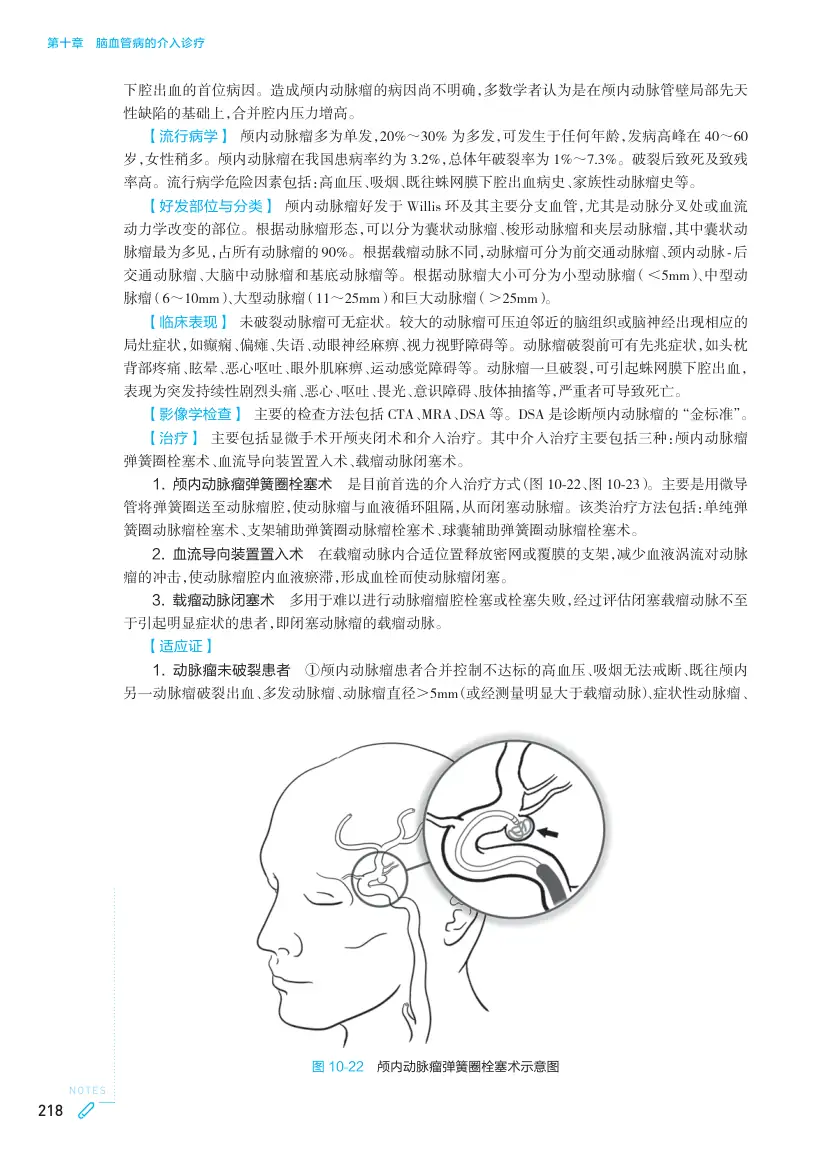 第十章 脑血管病的介入诊疗
下腔出血的首位病因。造成颅内动脉瘤的病因尚不明确,多数学者认为是在颅内动脉管壁局部先天
性缺陷的基础上,合并腔内压力增高。
【流行病学】 颅内动脉瘤多为单发,20%～30% 为多发,可发生于任何年龄,发病高峰在 40～60
岁,女性稍多。颅内动脉瘤在我国患病率约为 3.2%,总体年破裂率为 1%～7.3%。破裂后致死及致残
率高。流行病学危险因素包括:高血压、吸烟、既往蛛网膜下腔出血病史、家族性动脉瘤史等。
【好发部位与分类】 颅内动脉瘤好发于 Willis 环及其主要分支血管,尤其是动脉分叉处或血流
动力学改变的部位。根据动脉瘤形态,可以分为囊状动脉瘤、梭形动脉瘤和夹层动脉瘤,其中囊状动
脉瘤最为多见,占所有动脉瘤的 90%。根据载瘤动脉不同,动脉瘤可分为前交通动脉瘤、颈内动脉-后
交通动脉瘤、大脑中动脉瘤和基底动脉瘤等。根据动脉瘤大小可分为小型动脉瘤(<5mm)、中型动
脉瘤(6～10mm)、大型动脉瘤(11～25mm)和巨大动脉瘤(>25mm)。
【临床表现】 未破裂动脉瘤可无症状。较大的动脉瘤可压迫邻近的脑组织或脑神经出现相应的
局灶症状,如癫痫、偏瘫、失语、动眼神经麻痹、视力视野障碍等。动脉瘤破裂前可有先兆症状,如头枕
背部疼痛、眩晕、恶心呕吐、眼外肌麻痹、运动感觉障碍等。动脉瘤一旦破裂,可引起蛛网膜下腔出血,
表现为突发持续性剧烈头痛、恶心、呕吐、畏光、意识障碍、肢体抽搐等,严重者可导致死亡。
【影像学检查】 主要的检查方法包括 CTA、MRA、DSA 等。DSA 是诊断颅内动脉瘤的“金标准”。
【治疗】 主要包括显微手术开颅夹闭术和介入治疗。其中介入治疗主要包括三种:颅内动脉瘤
弹簧圈栓塞术、血流导向装置置入术、载瘤动脉闭塞术。
1. 颅内动脉瘤弹簧圈栓塞术 是目前首选的介入治疗方式(图 10-22、图 10-23)。主要是用微导
管将弹簧圈送至动脉瘤腔,使动脉瘤与血液循环阻隔,从而闭塞动脉瘤。该类治疗方法包括:单纯弹
簧圈动脉瘤栓塞术、支架辅助弹簧圈动脉瘤栓塞术、球囊辅助弹簧圈动脉瘤栓塞术。
2. 血流导向装置置入术 在载瘤动脉内合适位置释放密网或覆膜的支架,减少血液涡流对动脉
瘤的冲击,使动脉瘤腔内血液瘀滞,形成血栓而使动脉瘤闭塞。
3. 载瘤动脉闭塞术 多用于难以进行动脉瘤瘤腔栓塞或栓塞失败,经过评估闭塞载瘤动脉不至
于引起明显症状的患者,即闭塞动脉瘤的载瘤动脉。
【适应证】
1. 动脉瘤未破裂患者 ①颅内动脉瘤患者合并控制不达标的高血压、吸烟无法戒断、既往颅内
另一动脉瘤破裂出血、多发动脉瘤、动脉瘤直径>5mm(或经测量明显大于载瘤动脉)、症状性动脉瘤、
图 10-22 颅内动脉瘤弹簧圈栓塞术示意图
NOTES
218